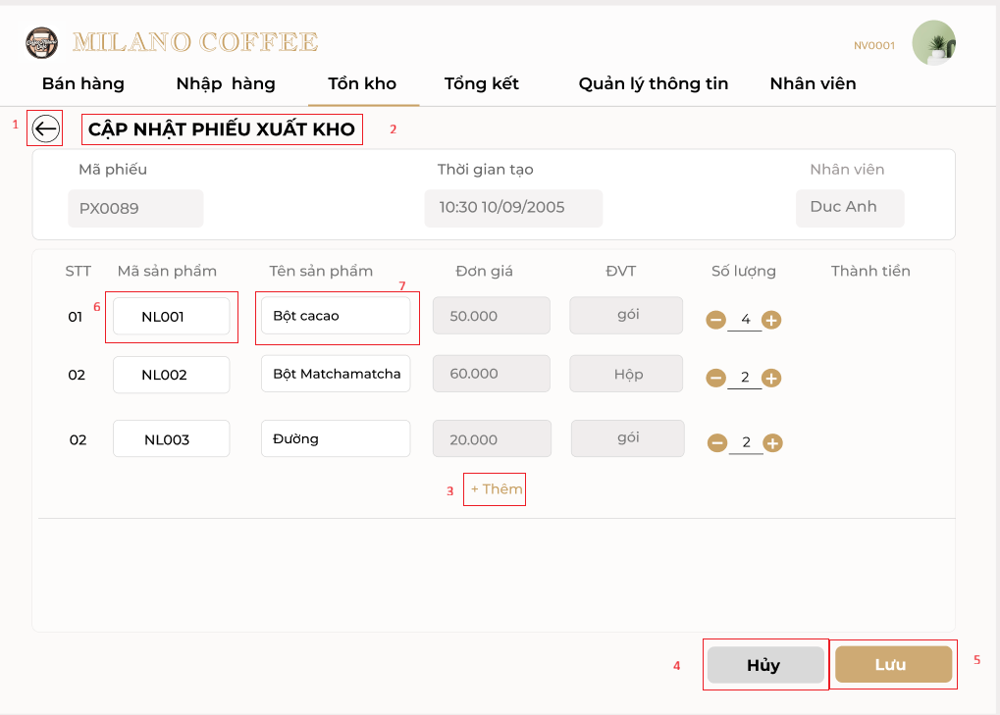 MILANO COFFEE
NV0001
Bán hàng Nhập hàng Tồn kho Tổng kết Quản lý thông tin Nhân viên
1 CẬP NHẬT PHIẾU XUẤT KHO 2
Mã phiếu Thời gian tạo Nhân viên
PX0089 10:30 10/09/2005 Duc Anh
STT Mã sản phẩm Tên sản phẩm Đơn giá ĐVT Số lượng Thành tiền
6 7
01 NL001 Bột cacao 50.000 gói 4
02 NL002 Bột Matchamatcha 60.000 Hộp 2
02 NL003 Đường 20.000 gói 2
3 + Thêm
4 Hủy Lưu 5